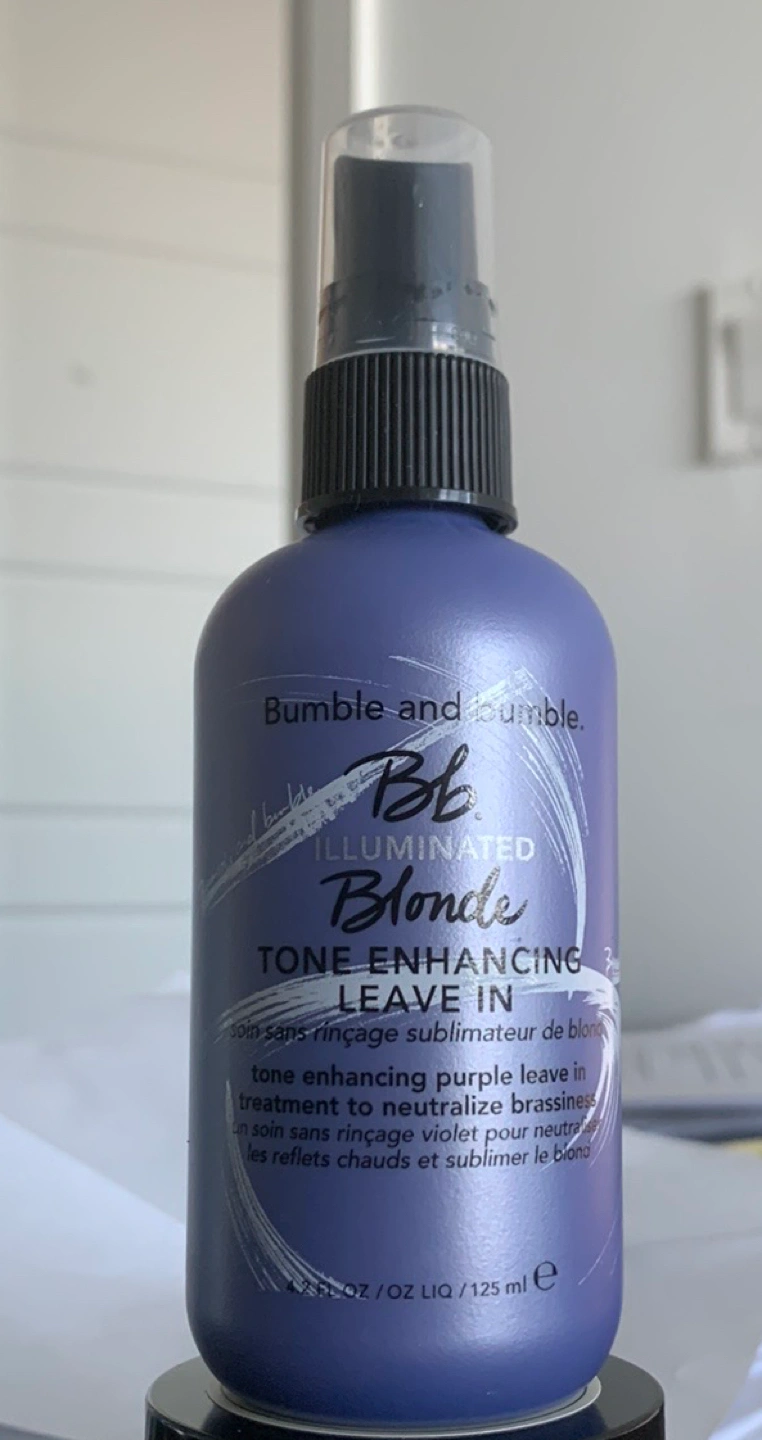 Bumble and bumble.
Bb.
ILLUMINATED
Blonde
TONE ENHANCING
LEAVE IN
soin sans rinçage sublimateur de blond
tone enhancing purple leave in
treatment to neutralize brassiness
un soin sans rinçage violet pour neutraliser
les reflets chauds et sublimer le blond
4.2 FL OZ / OZ LIQ / 125 ml e